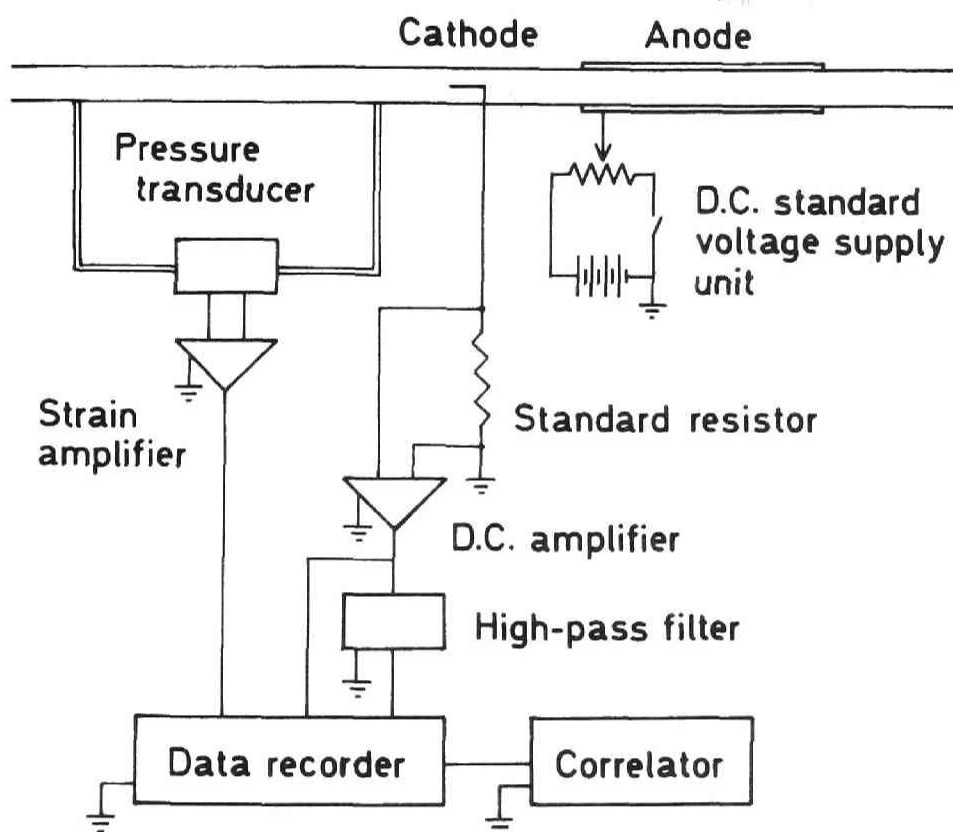 Cathode
Anode
Pressure
transducer
D.C. standard
voltage supply
unit
Strain
amplifier
Standard resistor
D.C. amplifier
High-pass filter
Data recorder
Correlator